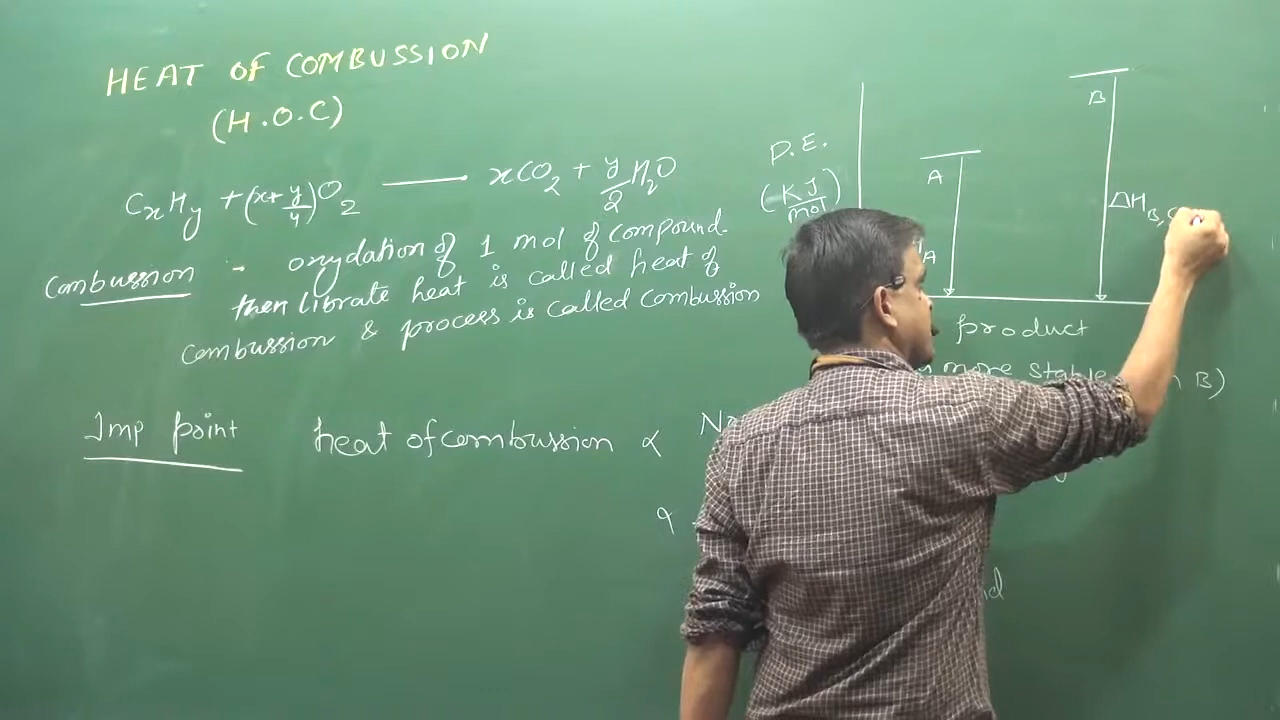 HEAT OF COMBUSSION
(H.O.C)
CxHy + (x+y/4)O2 —— xCO2 + y/2 H2O
Combussion - oxydation of 1 mol of compound
then librate heat is called heat of
combussion & process is called Combussion
Imp point heat of combussion ∝
∝
P.E.
(KJ/mol)
A
B
A
ΔHB,C
product
more stable B)